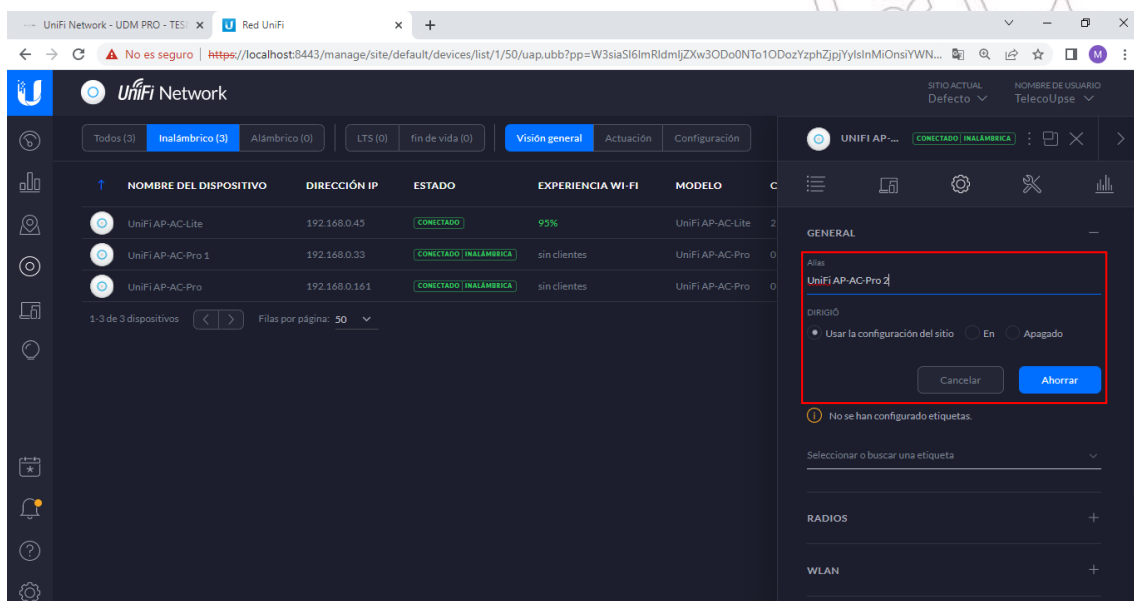 UniFi Network - UDM PRO - TES
Red UniFi
No es seguro | https://localhost:8443/manage/site/default/devices/list/1/50/uap,ubb?pp=W3siaSI6ImRldmljZXw3ODo0NTo1ODozYzphZjpjYyIsInMiOnsiYWN...
M
UniFi Network
SITIO ACTUAL
Defecto
NOMBRE DE USUARIO
TelecoUpse
Todos (3) Inalámbrico (3) Alámbrico (0) LTS (0) fin de vida (0) Visión general Actuación Configuración
UNIFI AP-... CONECTADO INALÁMBRICA
NOMBRE DEL DISPOSITIVO DIRECCIÓN IP ESTADO EXPERIENCIA WI-FI MODELO C
UniFi AP-AC-Lite 192.168.0.45 CONECTADO 95% UniFi AP-AC-Lite 2
UniFi AP-AC-Pro 1 192.168.0.33 CONECTADO INALÁMBRICA sin clientes UniFi AP-AC-Pro 0
UniFi AP-AC-Pro 192.168.0.161 CONECTADO INALÁMBRICA sin clientes UniFi AP-AC-Pro 0
1-3 de 3 dispositivos Filas por página: 50
GENERAL
Alias
UniFi AP-AC-Pro 2
DIRIGIÓ
Usar la configuración del sitio En Apagado
Cancelar Ahorrar
No se han configurado etiquetas.
Seleccionar o buscar una etiqueta
RADIOS
WLAN